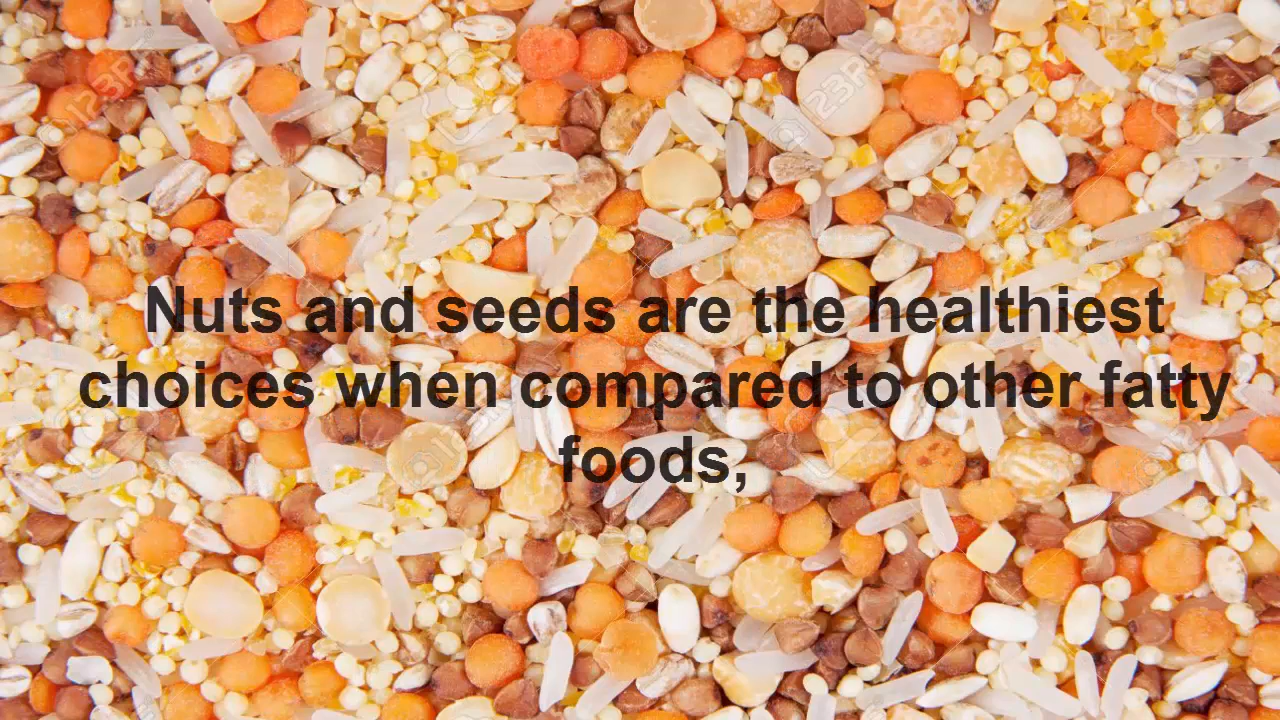 Nuts and seeds are the healthiest
choices when compared to other fatty
foods,